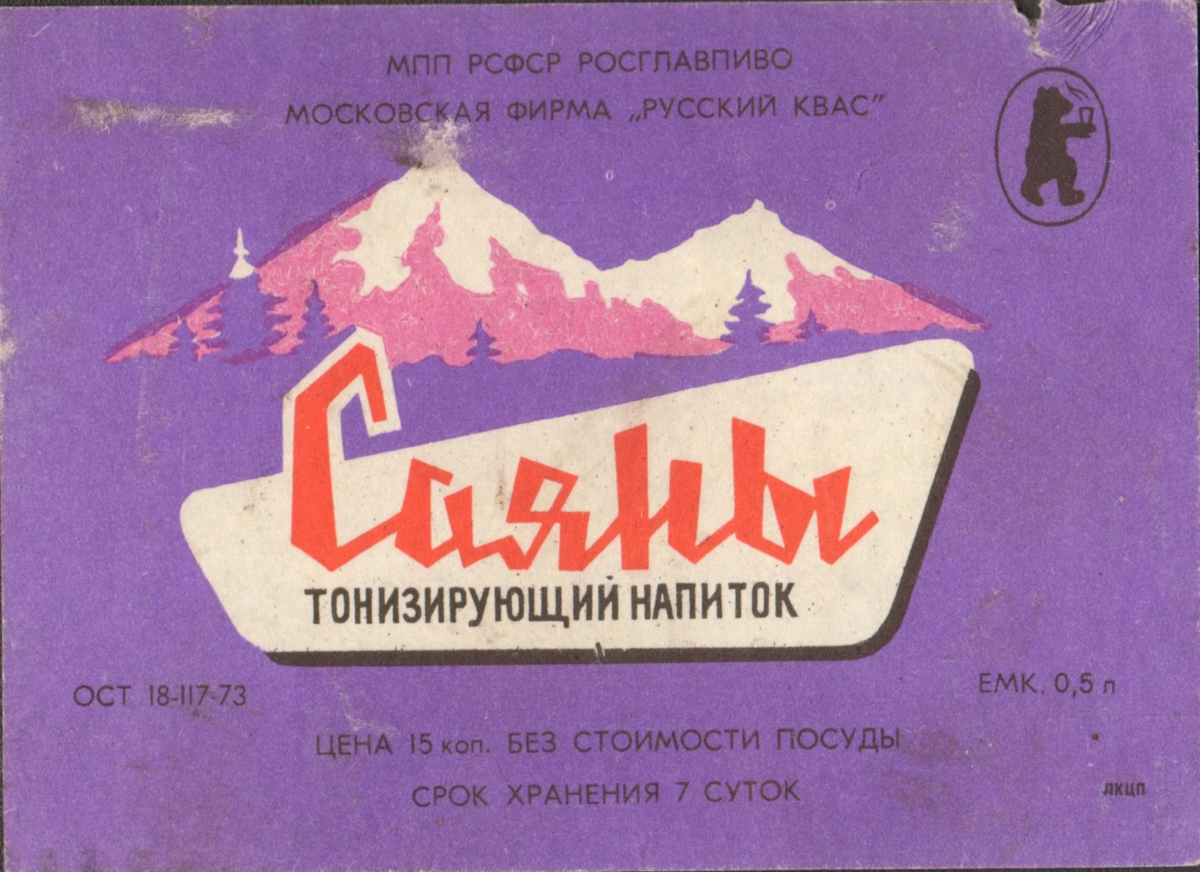 МПП РСФСР РОСГЛАВПИВО
МОСКОВСКАЯ ФИРМА „РУССКИЙ КВАС”
Саяны
ТОНИЗИРУЮЩИЙ НАПИТОК
ОСТ 18-117-73
ЕМК. 0,5 л
ЦЕНА 15 коп. БЕЗ СТОИМОСТИ ПОСУДЫ
СРОК ХРАНЕНИЯ 7 СУТОК
ЛКЦП